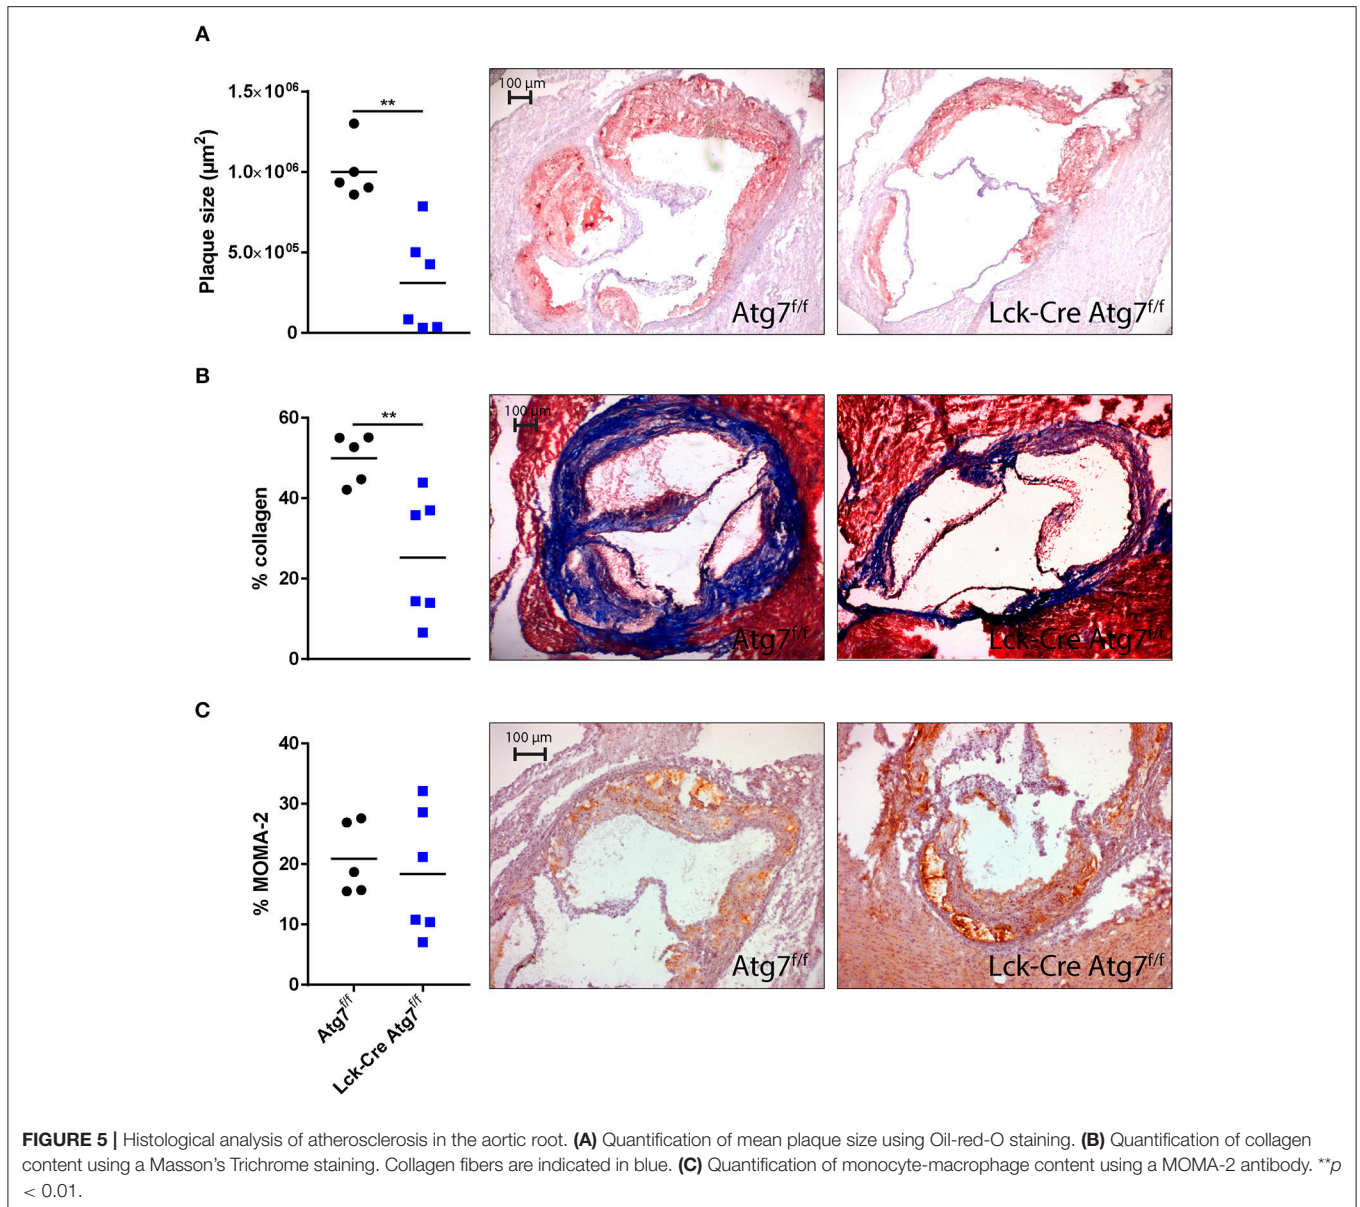 A
1.5×10⁰⁶
1.0×10⁰⁶
5.0×10⁰⁵
0
Plaque size (µm²)
**
100 µm
Atg7f/f
Lck-Cre Atg7f/f
B
60
40
20
0
% collagen
**
100 µm
Atg7f/f
Lck-Cre Atg7f/f
C
40
30
20
10
0
% MOMA-2
Atg7f/f
Lck-Cre Atg7f/f
100 µm
Atg7f/f
Lck-Cre Atg7f/f
FIGURE 5 | Histological analysis of atherosclerosis in the aortic root. (A) Quantification of mean plaque size using Oil-red-O staining. (B) Quantification of collagen
content using a Masson's Trichrome staining. Collagen fibers are indicated in blue. (C) Quantification of monocyte-macrophage content using a MOMA-2 antibody. **p
< 0.01.